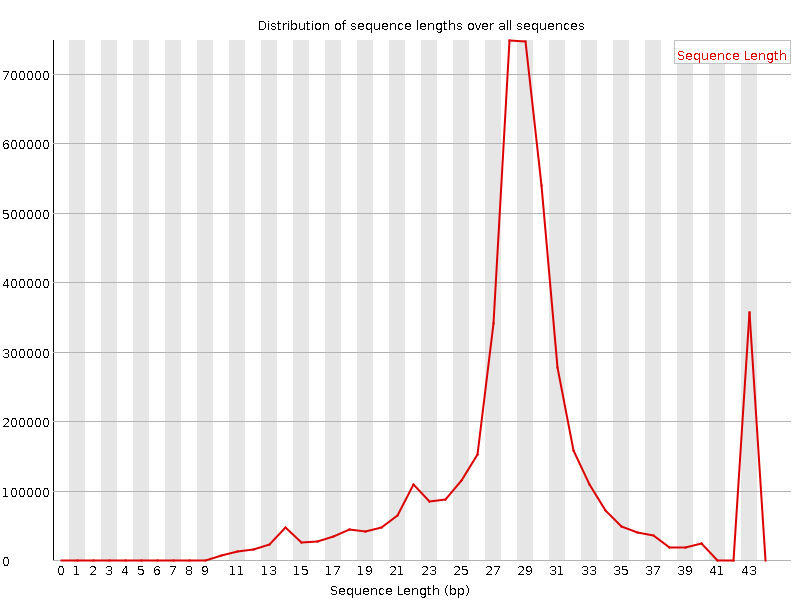 Distribution of sequence lengths over all sequences
Sequence Length
700000
600000
500000
400000
300000
200000
100000
0
0 1 2 3 4 5 6 7 8 9 11 13 15 17 19 21 23 25 27 29 31 33 35 37 39 41 43
Sequence Length (bp)